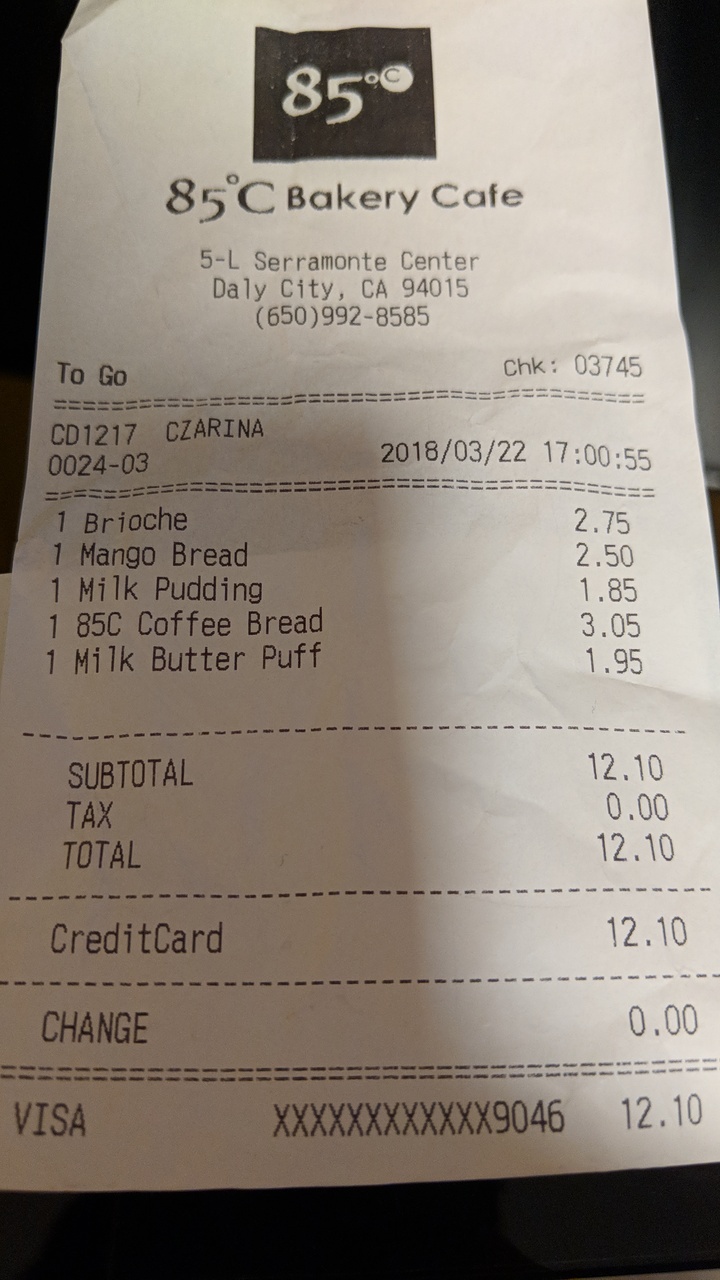 85°C
85°C Bakery Cafe
5-L Serramonte Center
Daly City, CA 94015
(650)992-8585
To Go Chk: 03745
CD1217 CZARINA
0024-03 2018/03/22 17:00:55
1 Brioche 2.75
1 Mango Bread 2.50
1 Milk Pudding 1.85
1 85C Coffee Bread 3.05
1 Milk Butter Puff 1.95
SUBTOTAL 12.10
TAX 0.00
TOTAL 12.10
CreditCard 12.10
CHANGE 0.00
VISA XXXXXXXXXXXX9046 12.10